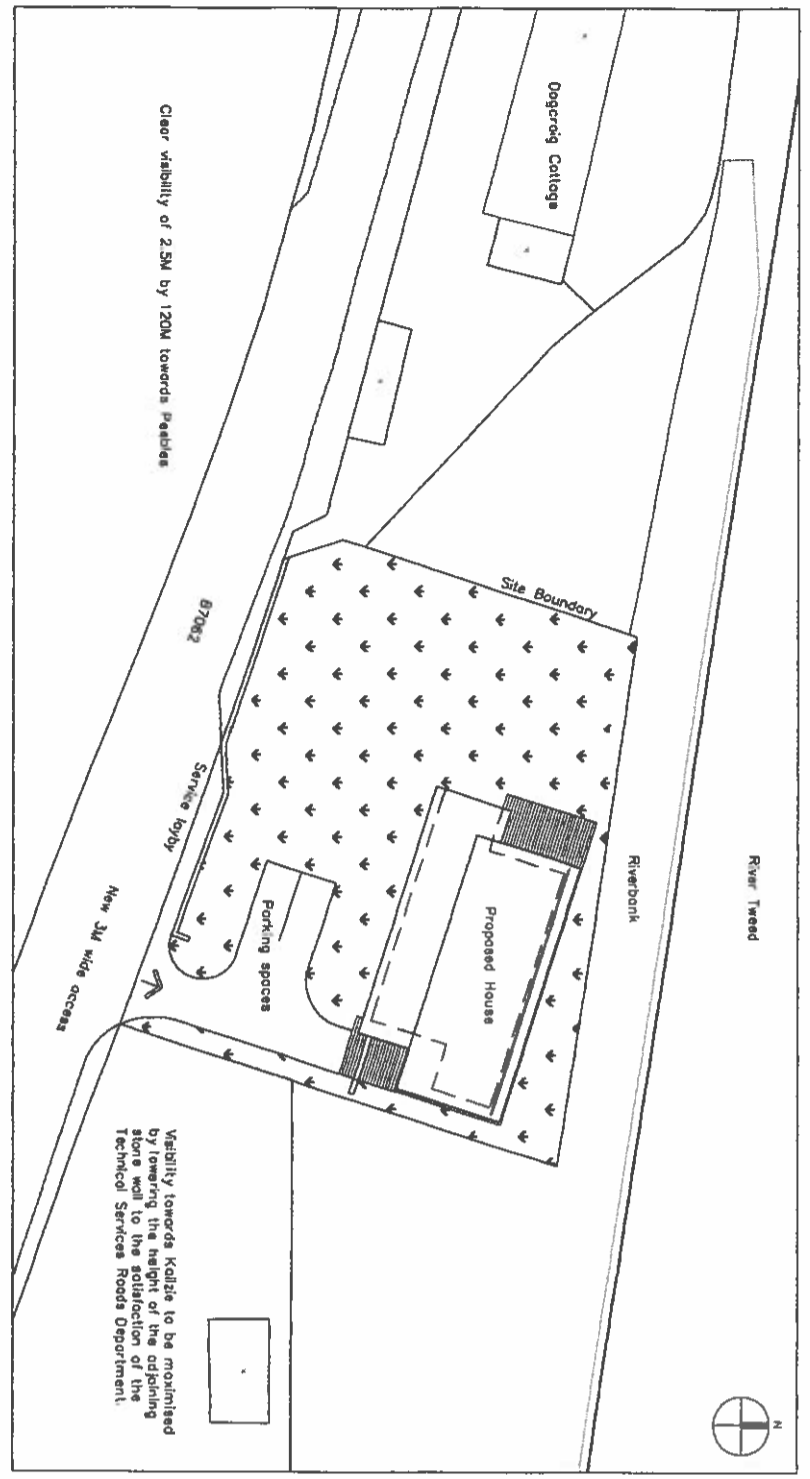 N
River Tweed
Riverbank
Dogcraig Cottage
Site Boundary
Proposed House
Parking spaces
Clear visibility of 2.5M by 120M towards Peebles
B7062
Service layby
New 3M wide access
Visibility towards Kailzie to be maximised
by lowering the height of the adjoining
stone wall to the satisfaction of the
Technical Services Roads Department.